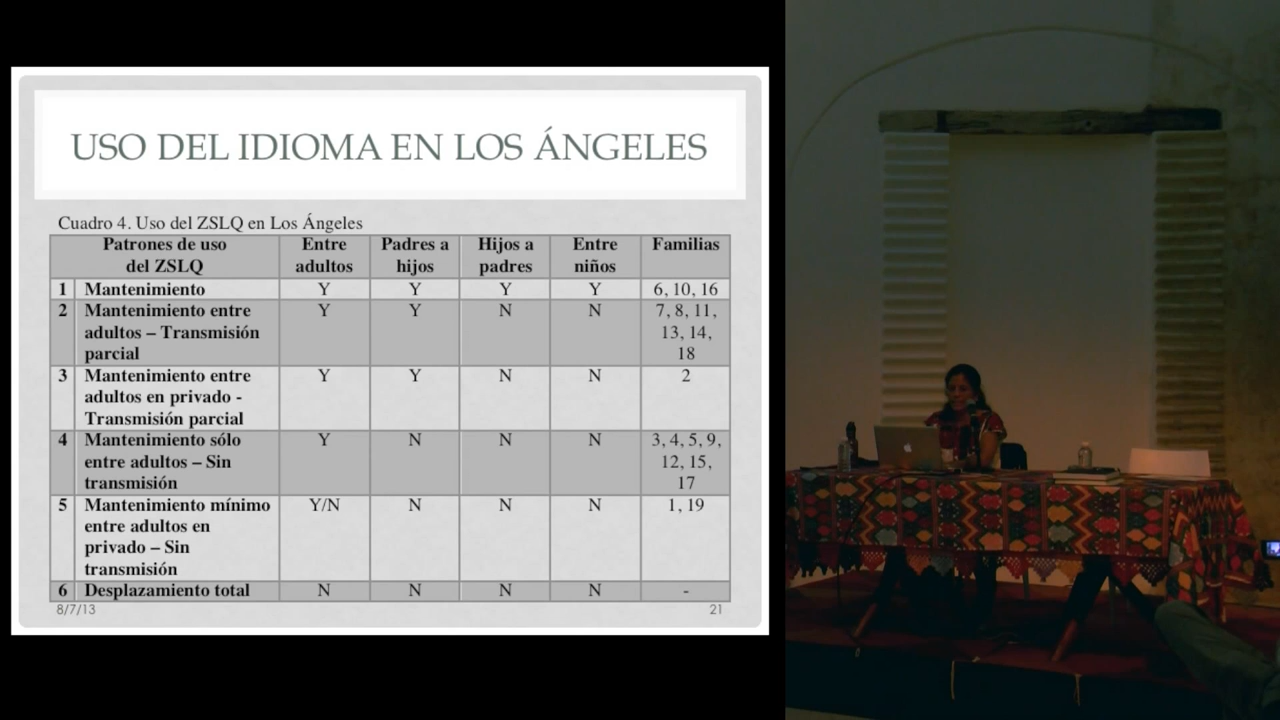 USO DEL IDIOMA EN LOS ÁNGELES
Cuadro 4. Uso del ZSLQ en Los Ángeles
Patrones de uso del ZSLQ Entre adultos Padres a hijos Hijos a padres Entre niños Familias
1 Mantenimiento Y Y Y Y 6, 10, 16
2 Mantenimiento entre adultos – Transmisión parcial Y Y N N 7, 8, 11, 13, 14, 18
3 Mantenimiento entre adultos en privado - Transmisión parcial Y Y N N 2
4 Mantenimiento sólo entre adultos – Sin transmisión Y N N N 3, 4, 5, 9, 12, 15, 17
5 Mantenimiento mínimo entre adultos en privado – Sin transmisión Y/N N N N 1, 19
6 Desplazamiento total N N N N -
8/7/13 21